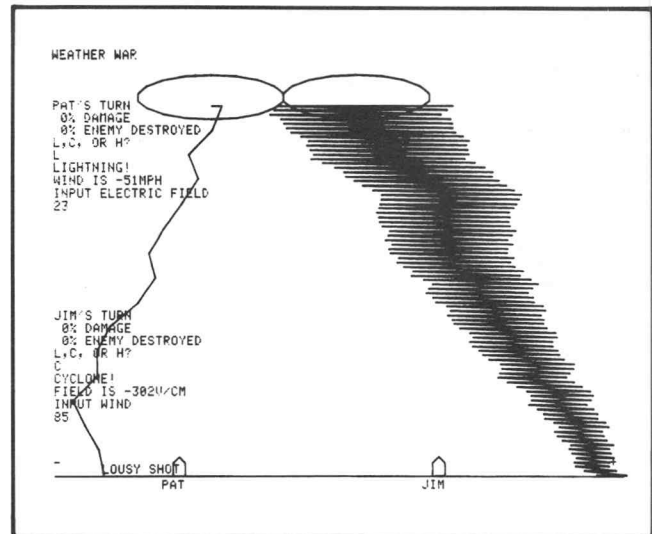 WEATHER WAR
PAT'S TURN
0% DAMAGE
0% ENEMY DESTROYED
L,C, OR H?
L
LIGHTNING!
WIND IS -51MPH
INPUT ELECTRIC FIELD
23
JIM'S TURN
0% DAMAGE
0% ENEMY DESTROYED
L,C, OR H?
C
CYCLONE!
FIELD IS -302V/CM
INPUT WIND
85
- LOUSY SHOT +
PAT JIM